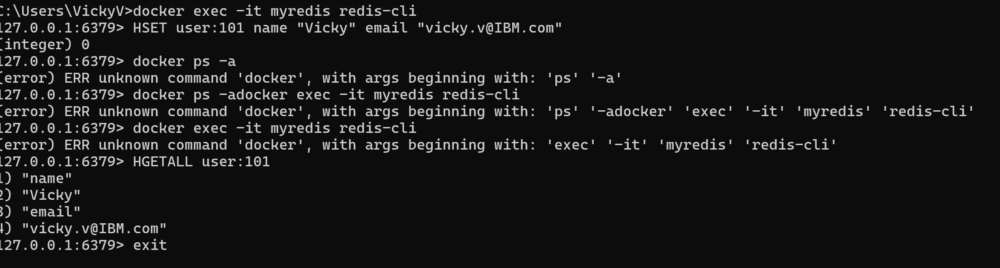 C:\Users\VickyV>docker exec -it myredis redis-cli
127.0.0.1:6379> HSET user:101 name "Vicky" email "vicky.v@IBM.com"
(integer) 0
127.0.0.1:6379> docker ps -a
(error) ERR unknown command 'docker', with args beginning with: 'ps' '-a'
127.0.0.1:6379> docker ps -adocker exec -it myredis redis-cli
(error) ERR unknown command 'docker', with args beginning with: 'ps' '-adocker' 'exec' '-it' 'myredis' 'redis-cli'
127.0.0.1:6379> docker exec -it myredis redis-cli
(error) ERR unknown command 'docker', with args beginning with: 'exec' '-it' 'myredis' 'redis-cli'
127.0.0.1:6379> HGETALL user:101
1) "name"
2) "Vicky"
3) "email"
4) "vicky.v@IBM.com"
127.0.0.1:6379> exit